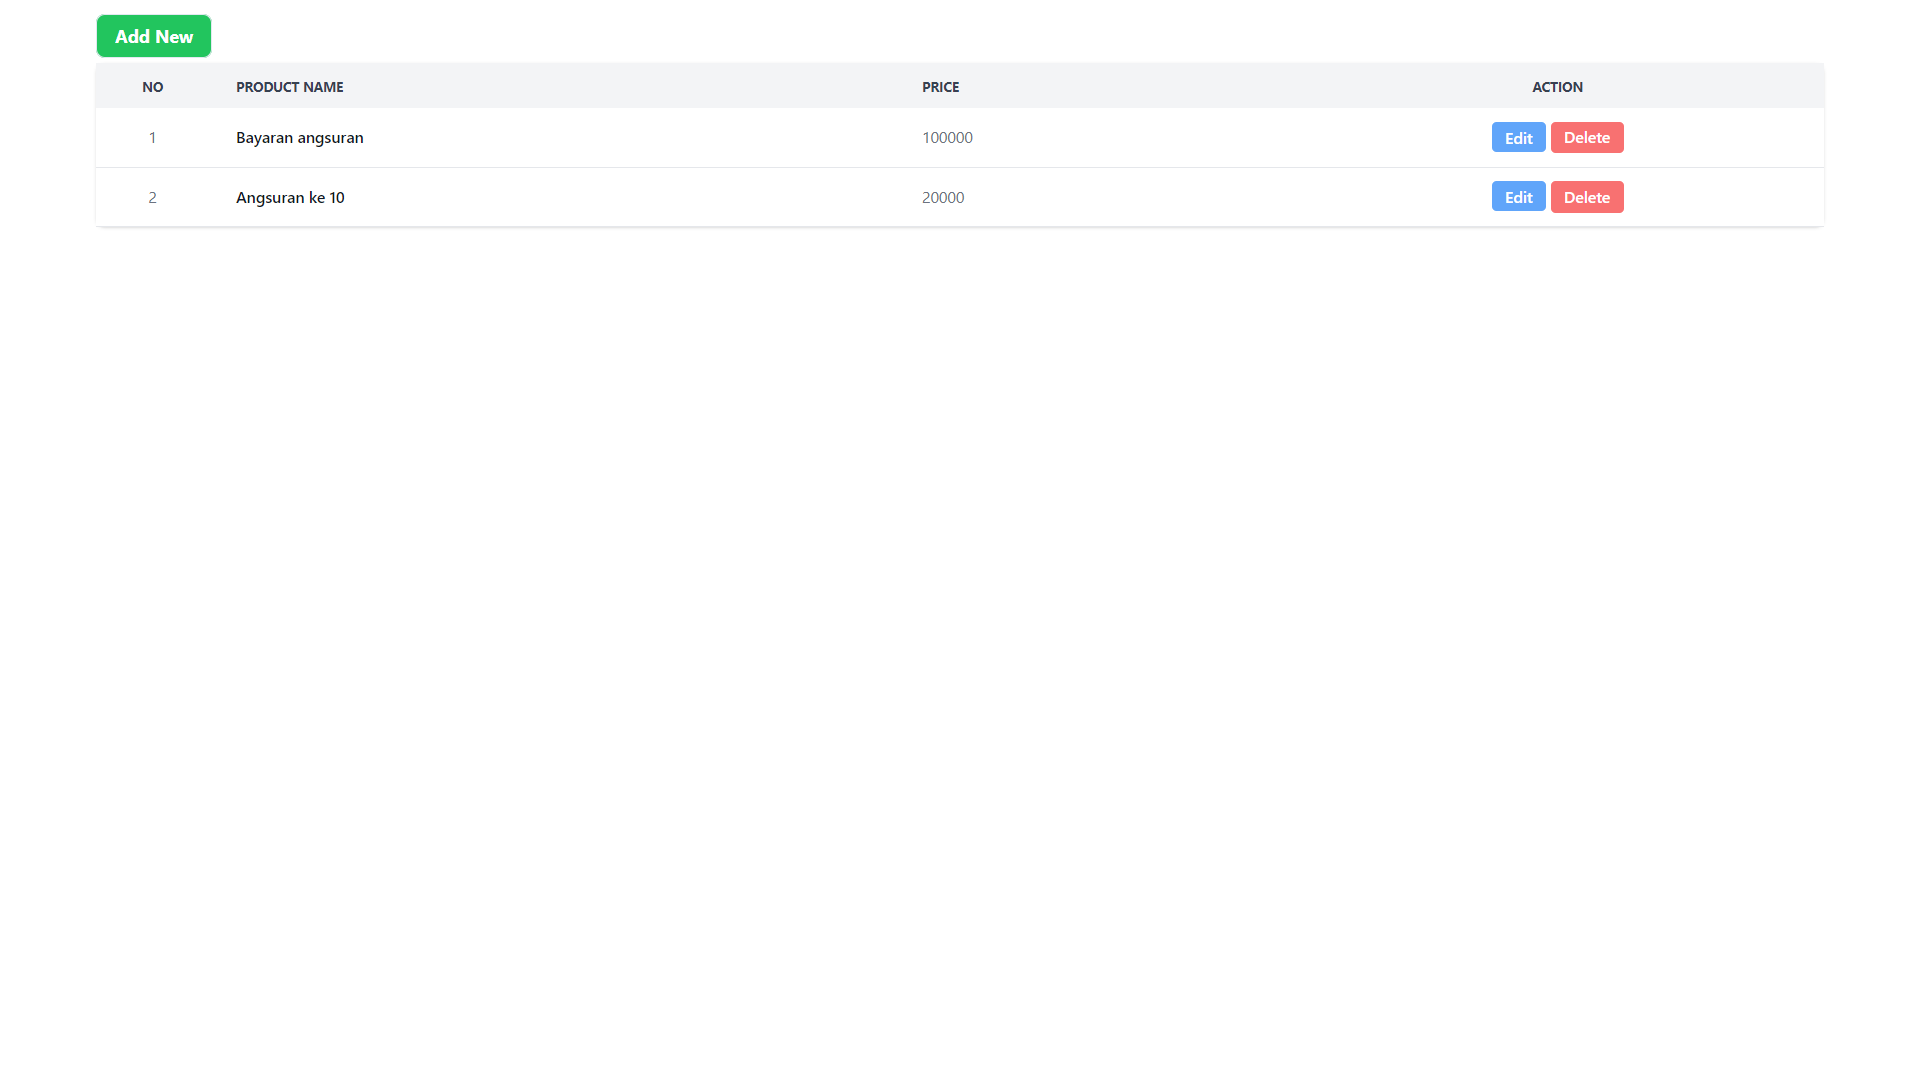 Add New
NO PRODUCT NAME PRICE ACTION
1 Bayaran angsuran 100000 Edit Delete
2 Angsuran ke 10 20000 Edit Delete